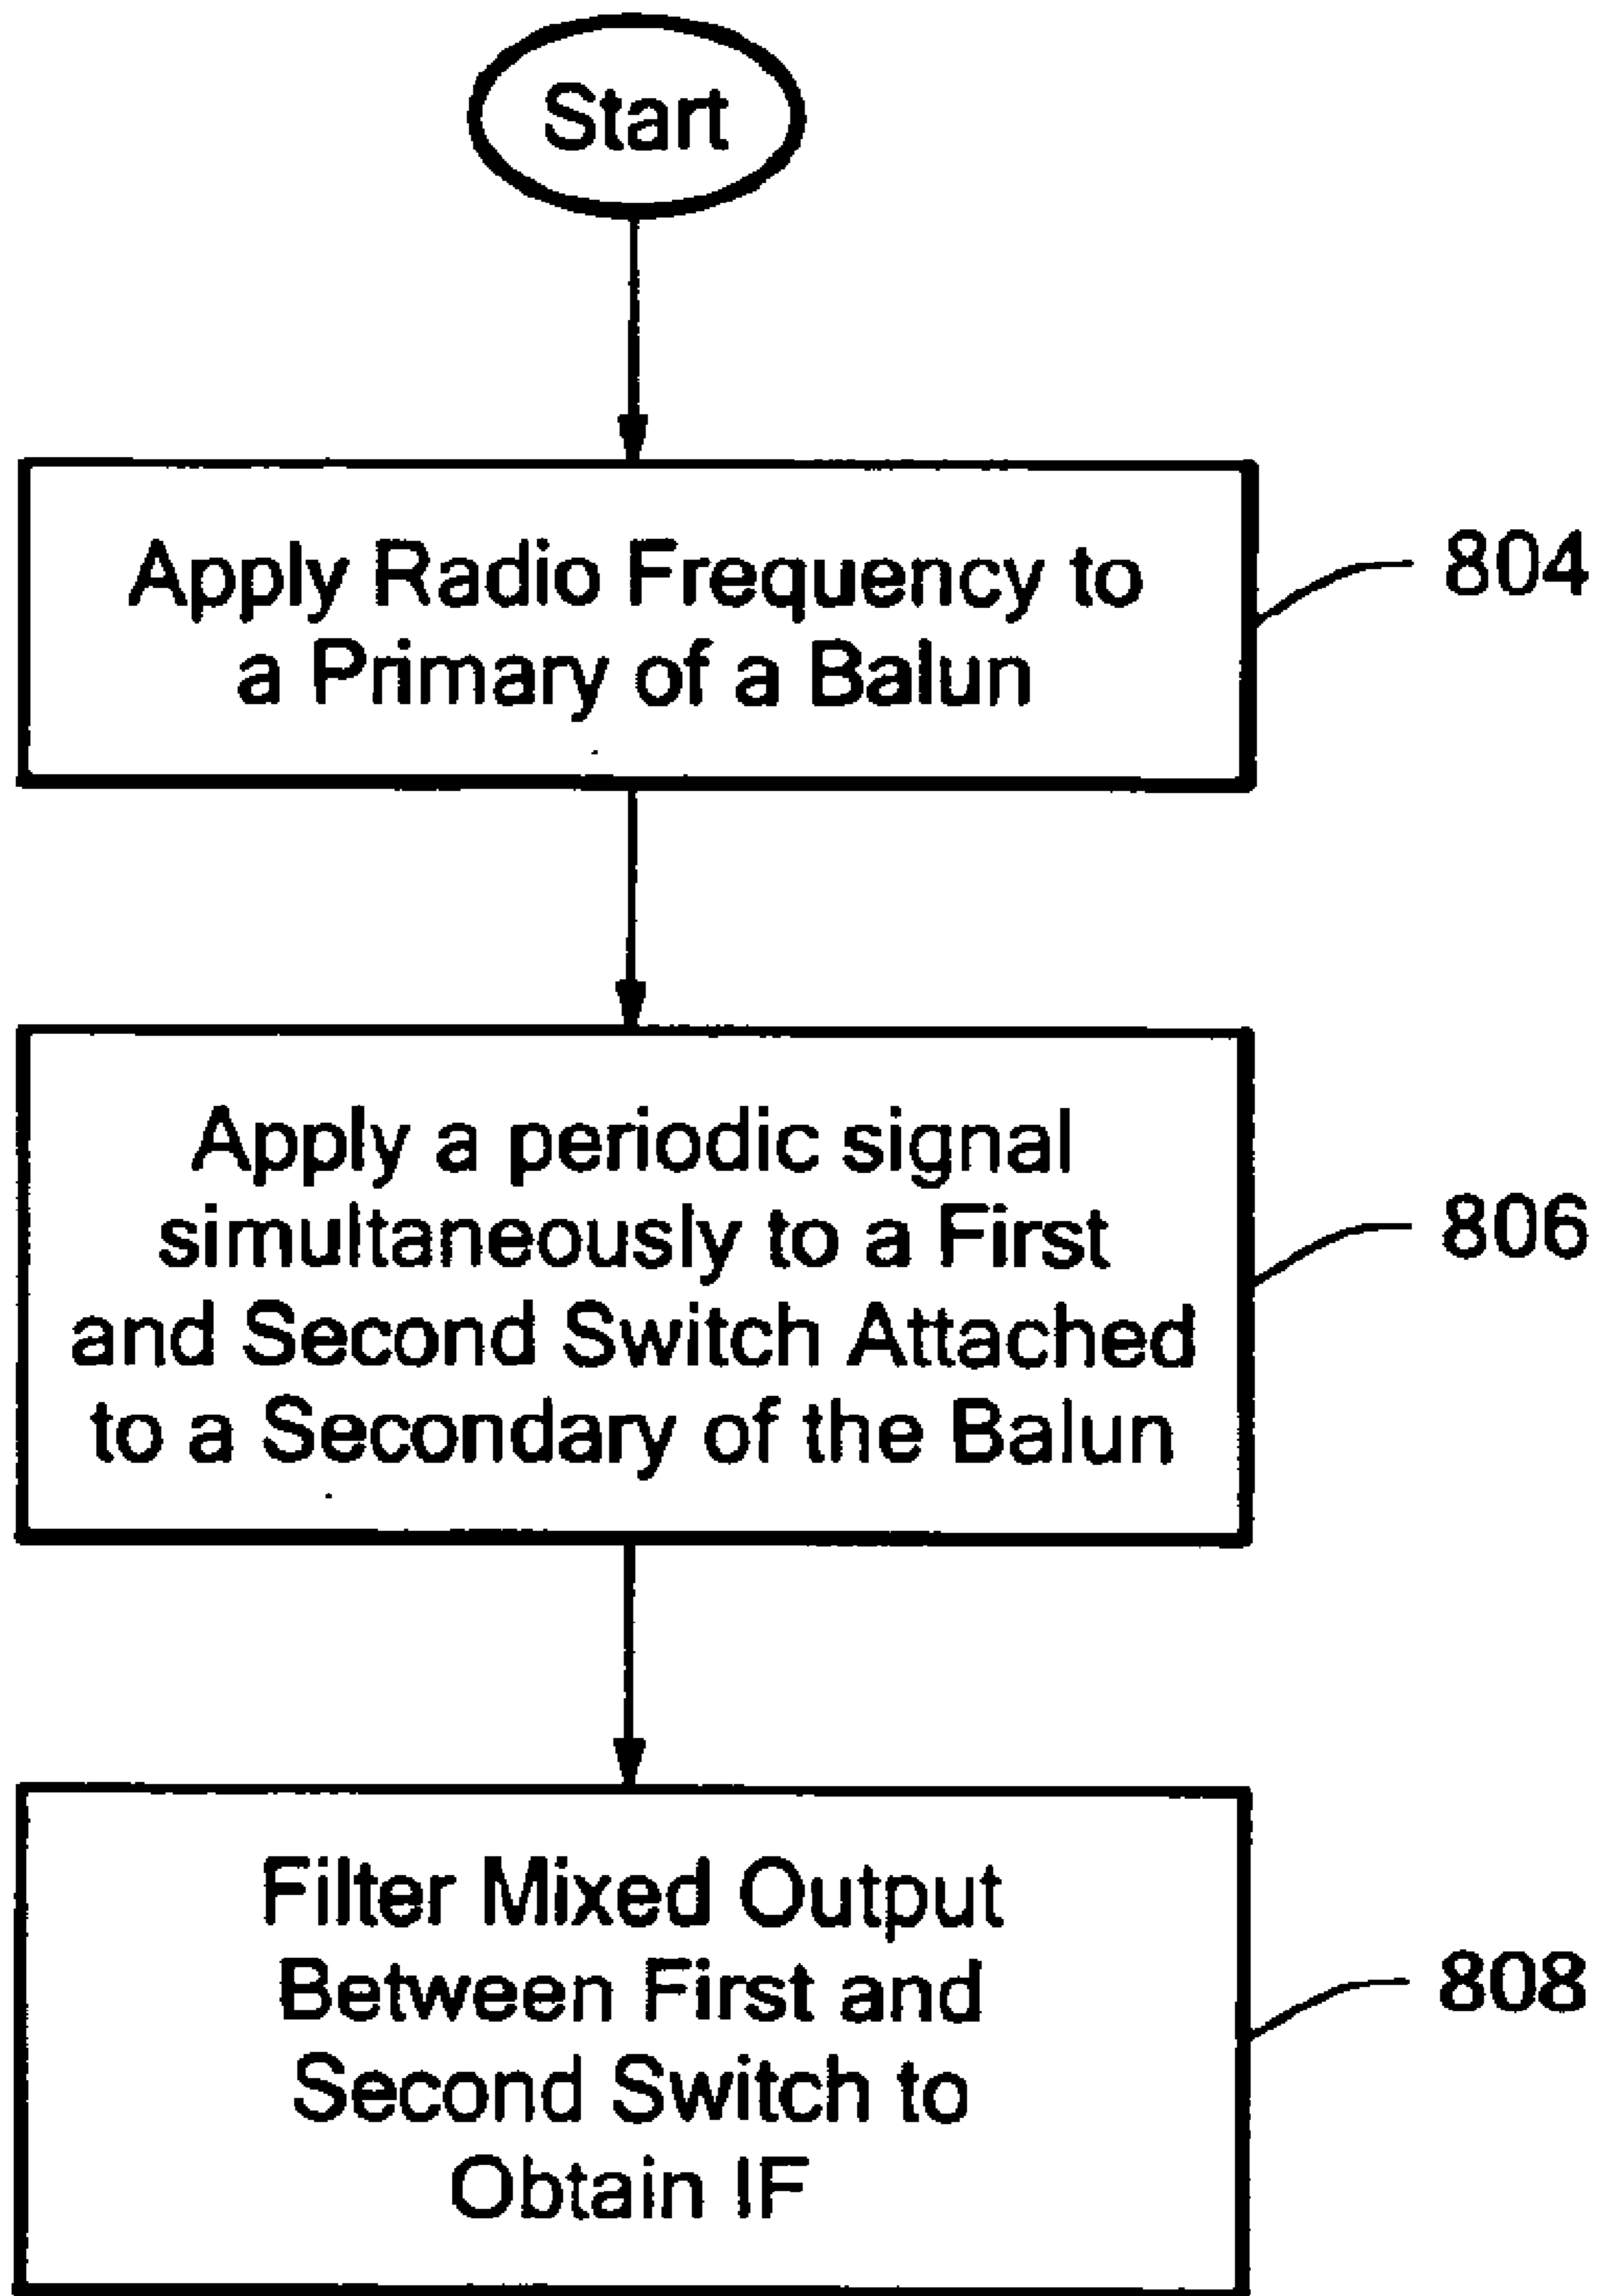 Start
Apply Radio Frequency to
a Primary of a Balun
804
Apply a periodic signal
simultaneously to a First
and Second Switch Attached
to a Secondary of the Balun
806
Filter Mixed Output
Between First and
Second Switch to
Obtain IF
808